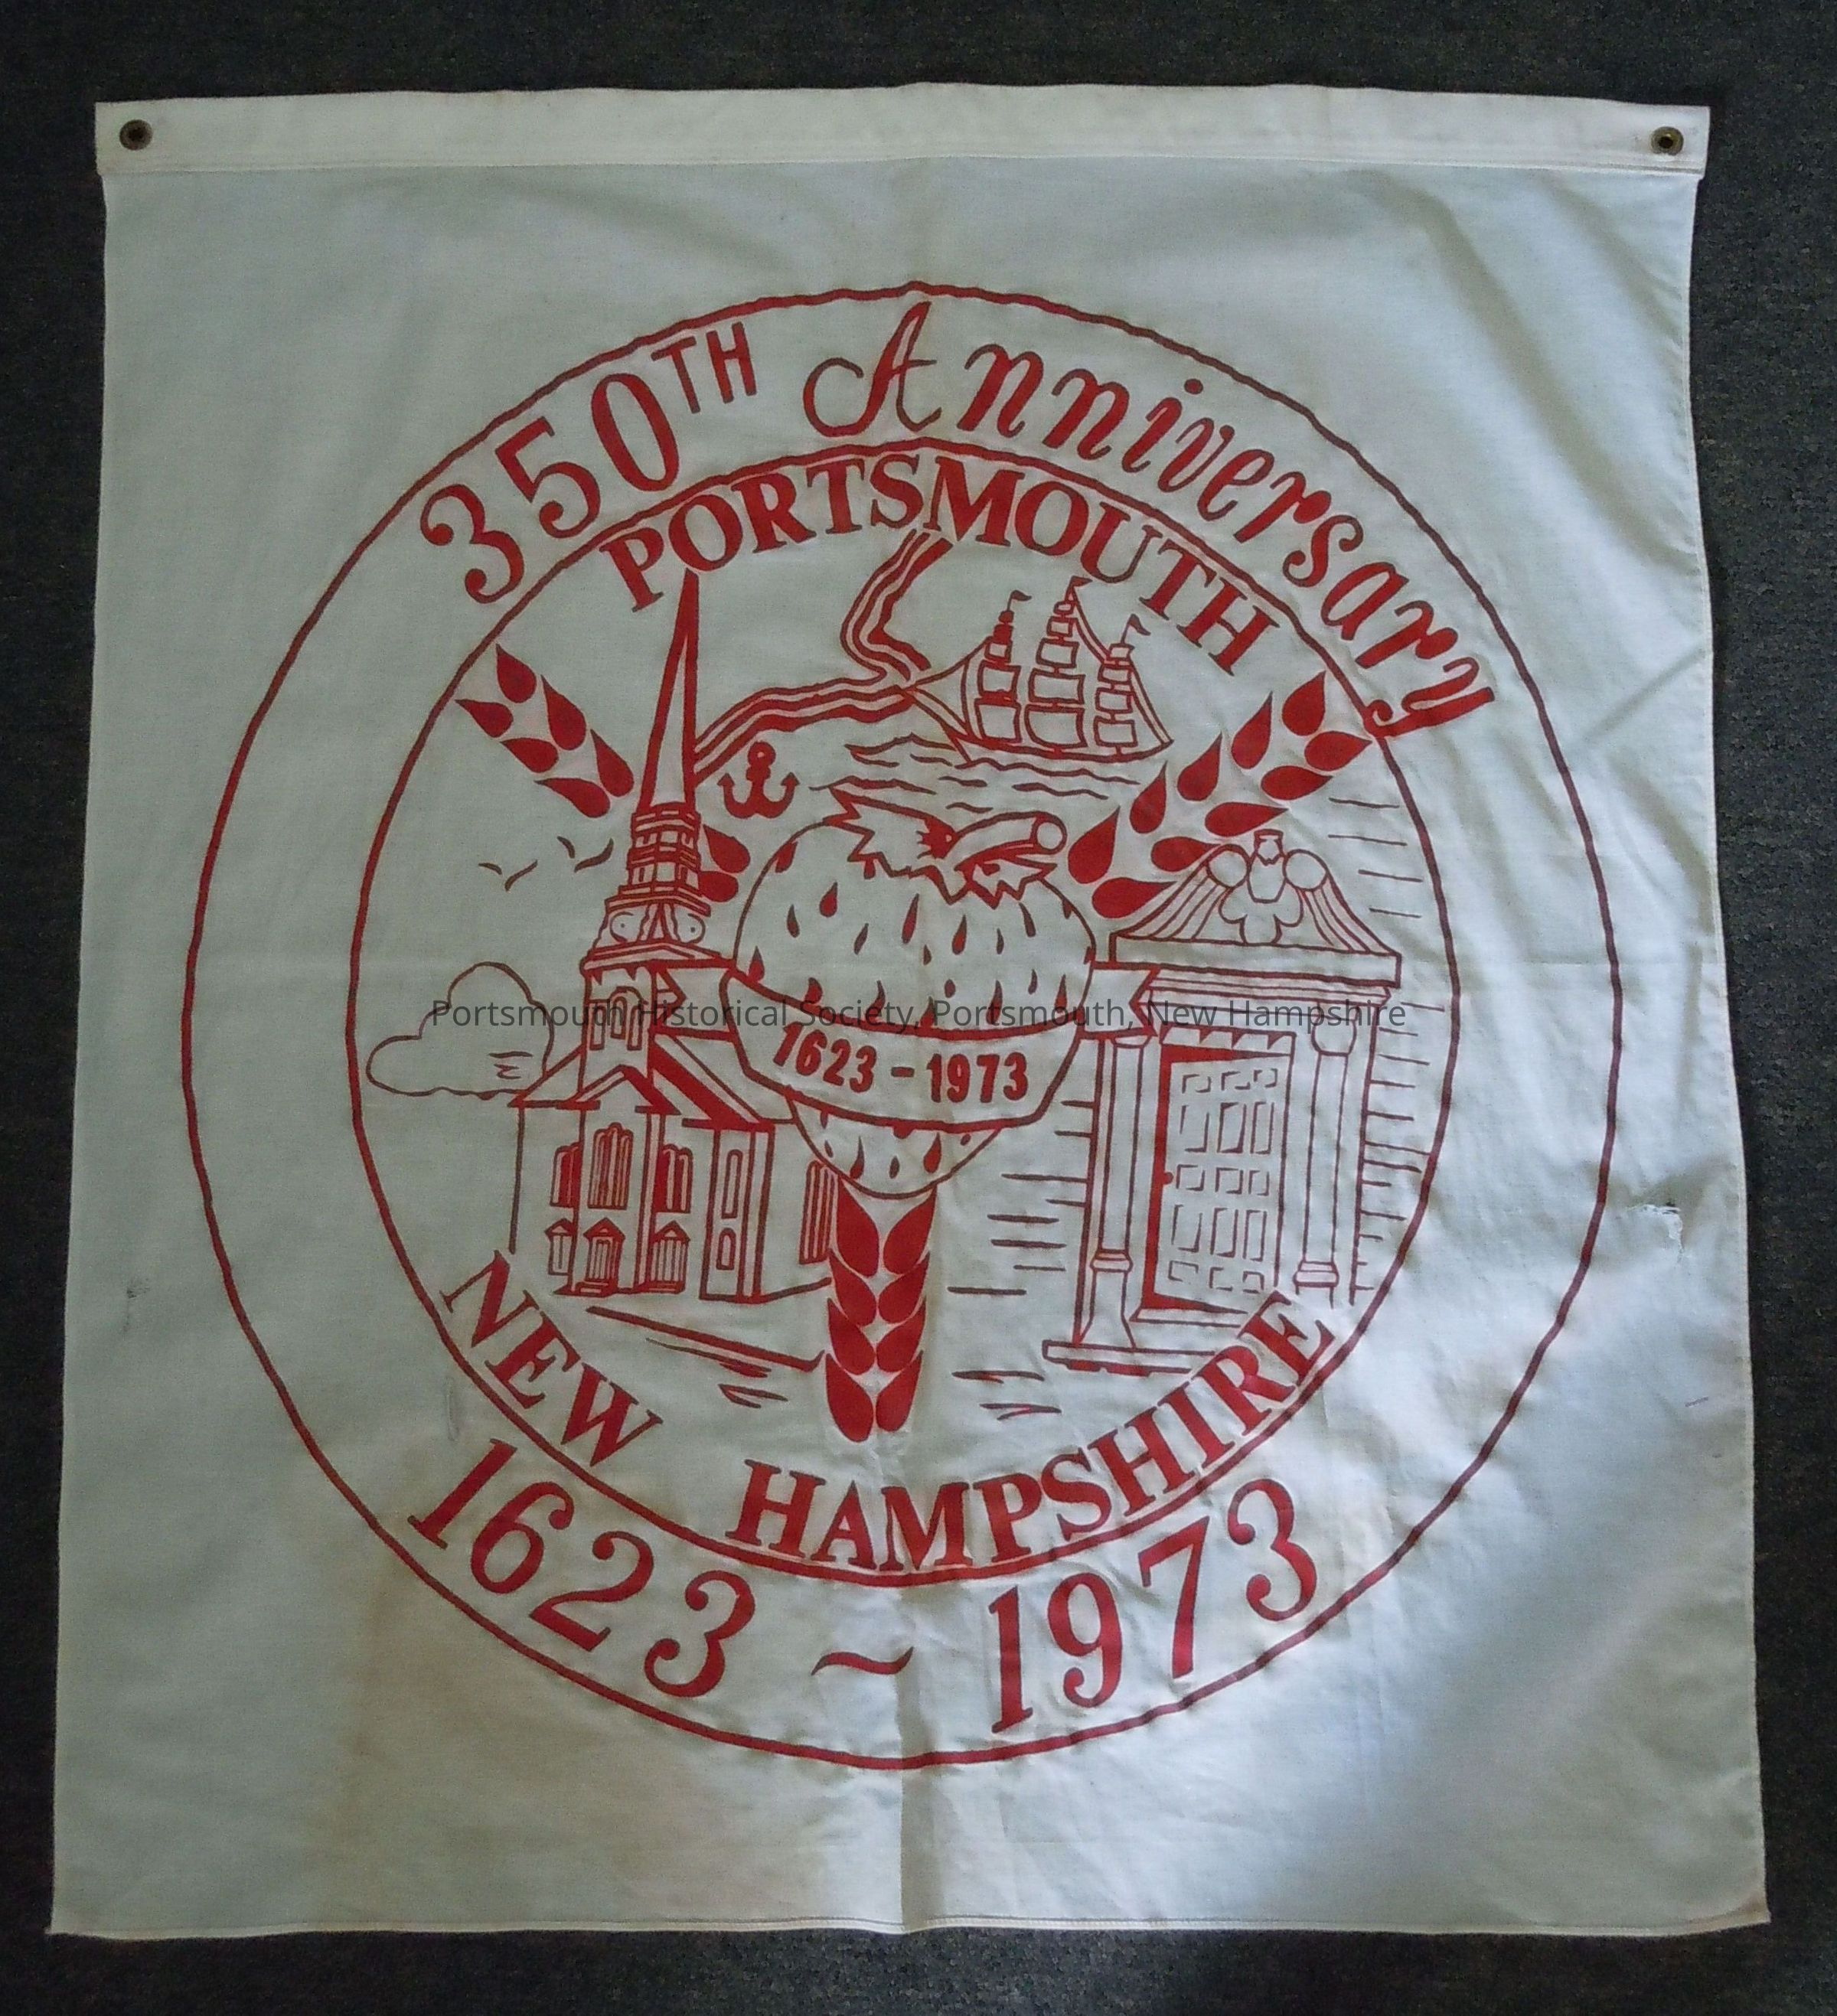 350TH Anniversary
PORTSMOUTH
Portsmouth Historical Society, Portsmouth, New Hampshire
1623-1973
NEW HAMPSHIRE
1623 ~ 1973